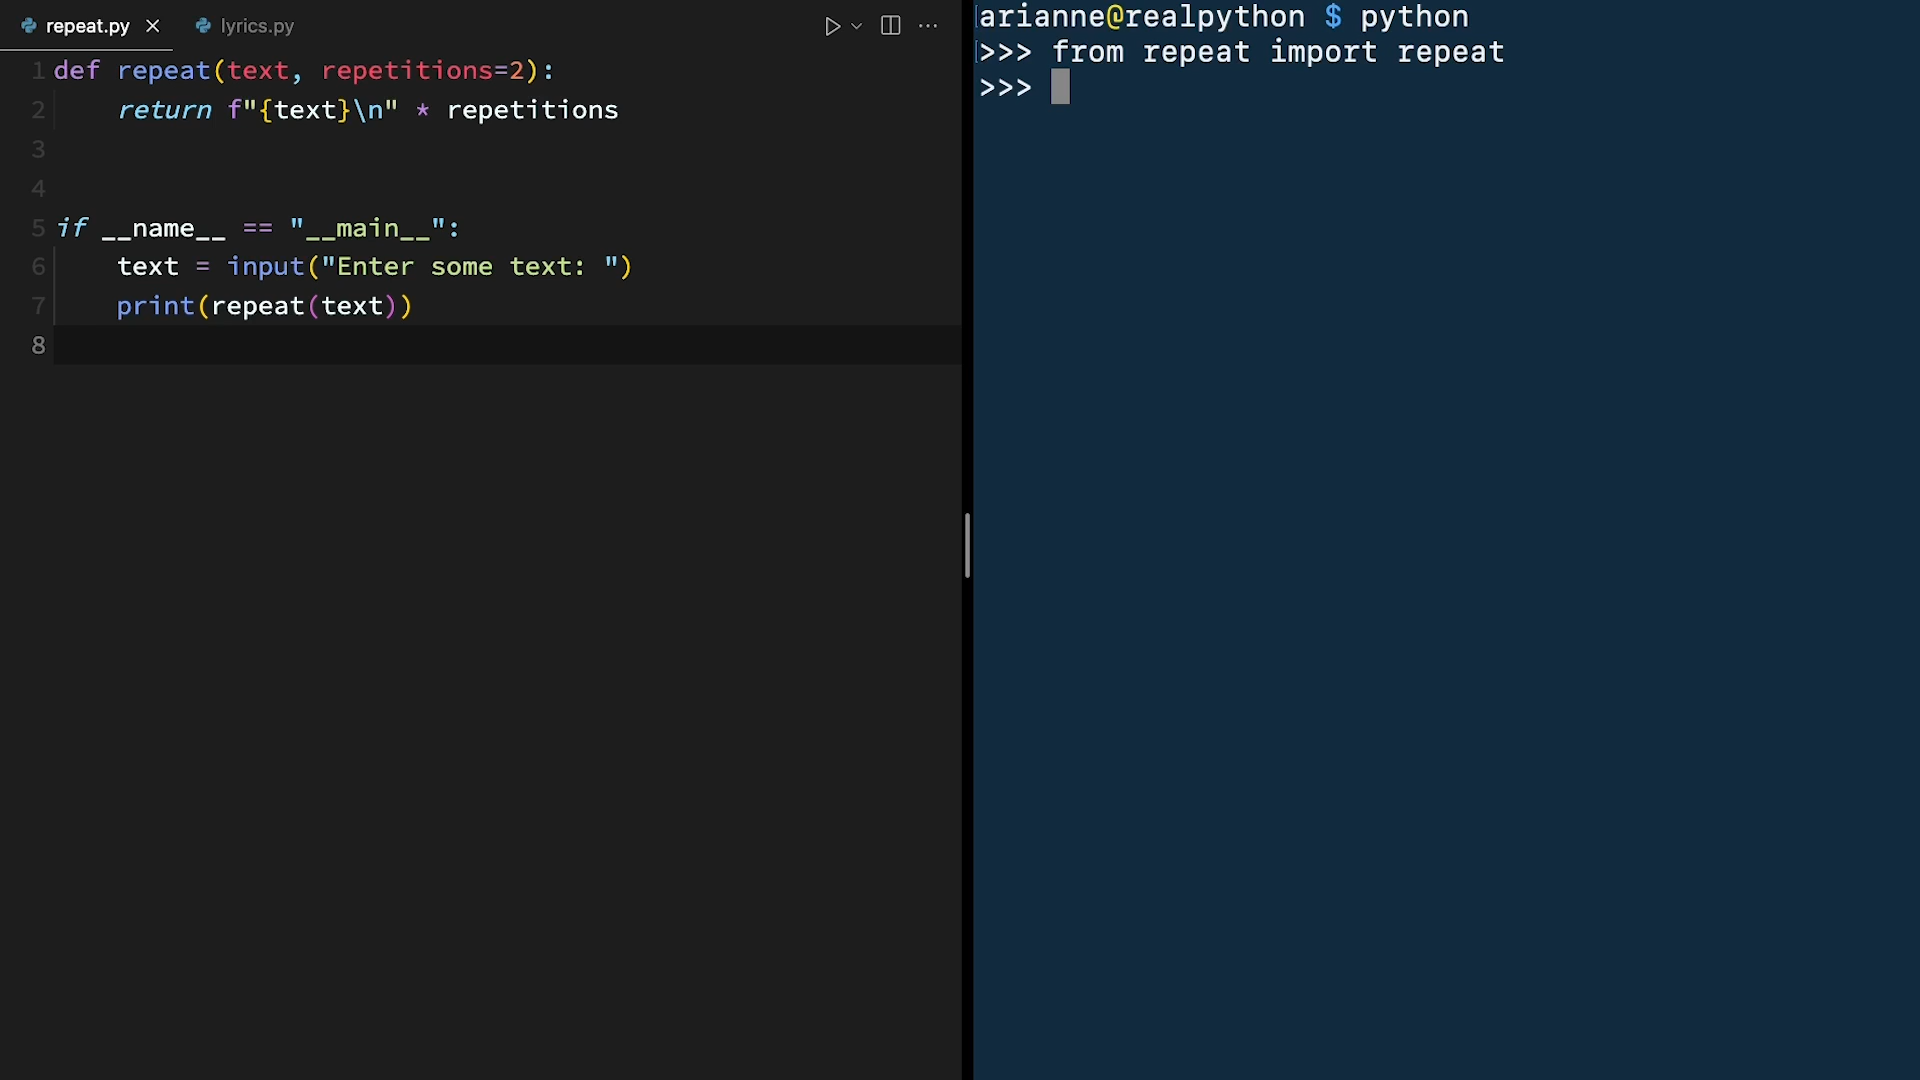 repeat.py
lyrics.py
1 def repeat(text, repetitions=2):
2     return f"{text}\n" * repetitions
3
4
5 if __name__ == "__main__":
6     text = input("Enter some text: ")
7     print(repeat(text))
8
arianne@realpython $ python
>>> from repeat import repeat
>>>